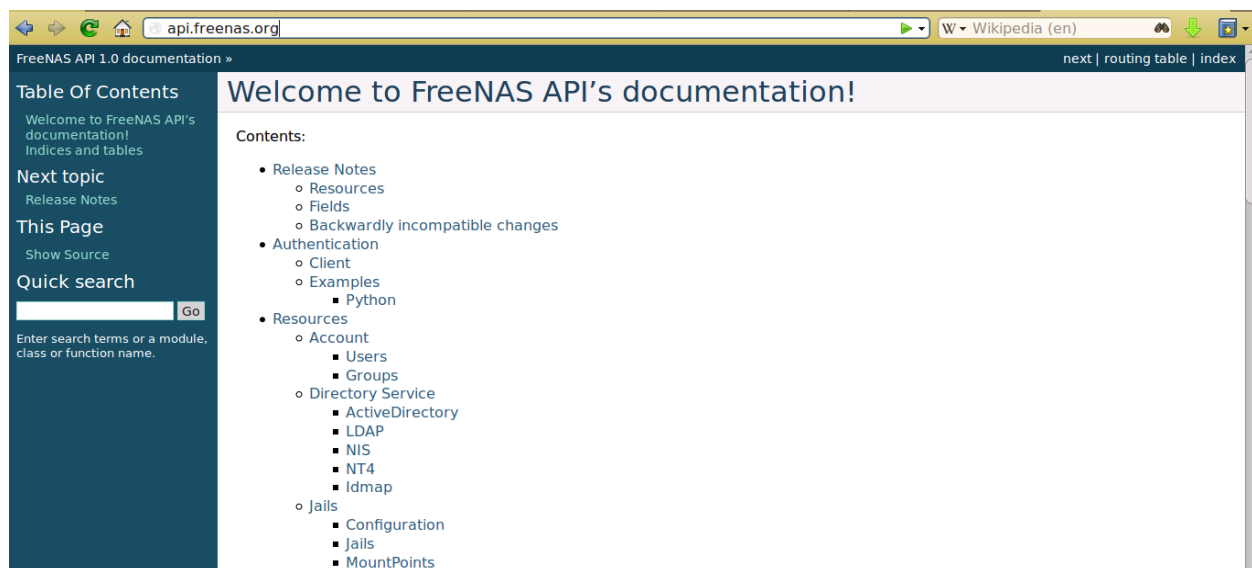 api.freenas.org
W Wikipedia (en)
FreeNAS API 1.0 documentation »
next | routing table | index
Table Of Contents
Welcome to FreeNAS API's
documentation!
Indices and tables
Next topic
Release Notes
This Page
Show Source
Quick search
Go
Enter search terms or a module,
class or function name.
Welcome to FreeNAS API's documentation!
Contents:
Release Notes
Resources
Fields
Backwardly incompatible changes
Authentication
Client
Examples
Python
Resources
Account
Users
Groups
Directory Service
ActiveDirectory
LDAP
NIS
NT4
Idmap
Jails
Configuration
Jails
MountPoints